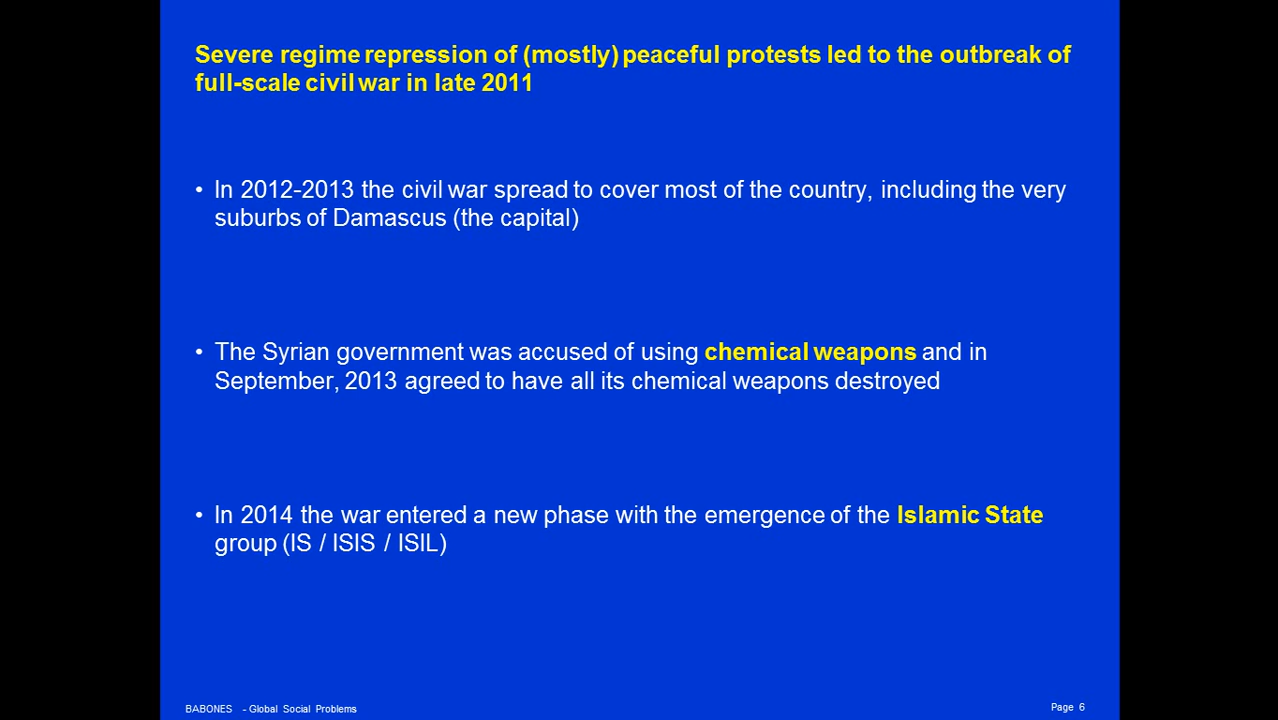 Severe regime repression of (mostly) peaceful protests led to the outbreak of
full-scale civil war in late 2011
• In 2012-2013 the civil war spread to cover most of the country, including the very
suburbs of Damascus (the capital)
• The Syrian government was accused of using chemical weapons and in
September, 2013 agreed to have all its chemical weapons destroyed
• In 2014 the war entered a new phase with the emergence of the Islamic State
group (IS / ISIS / ISIL)
BABONES - Global Social Problems
Page 6